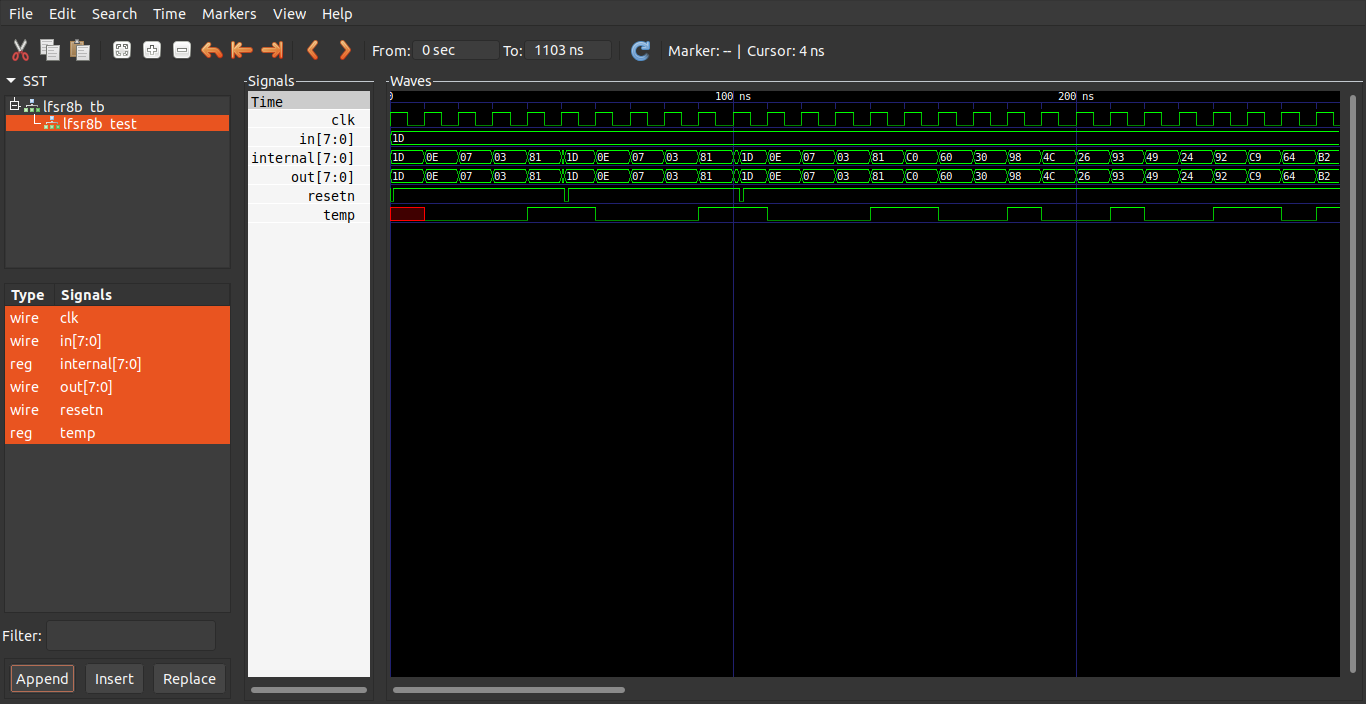 File Edit Search Time Markers View Help
From: 0 sec To: 1103 ns Marker: -- | Cursor: 4 ns
SST
lfsr8b_tb
lfsr8b_test
Type Signals
wire clk
wire in[7:0]
reg internal[7:0]
wire out[7:0]
wire resetn
reg temp
Filter:
Append Insert Replace
Signals
Time
clk
in[7:0]
internal[7:0]
out[7:0]
resetn
temp
Waves
0 100 ns 200 ns
1D
1D 0E 07 03 81 1D 0E 07 03 81 1D 0E 07 03 81 C0 60 30 98 4C 26 93 49 24 92 C9 64 B2
1D 0E 07 03 81 1D 0E 07 03 81 1D 0E 07 03 81 C0 60 30 98 4C 26 93 49 24 92 C9 64 B2